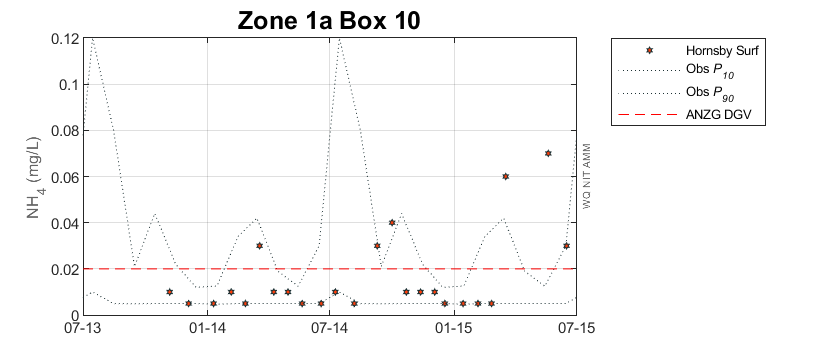 Zone 1a Box 10
0.12
0.1
0.08
0.06
0.04
0.02
0
NH4 (mg/L)
07-13
01-14
07-14
01-15
07-15
WQ NIT AMM
Hornsby Surf
Obs P10
Obs P90
ANZG DGV